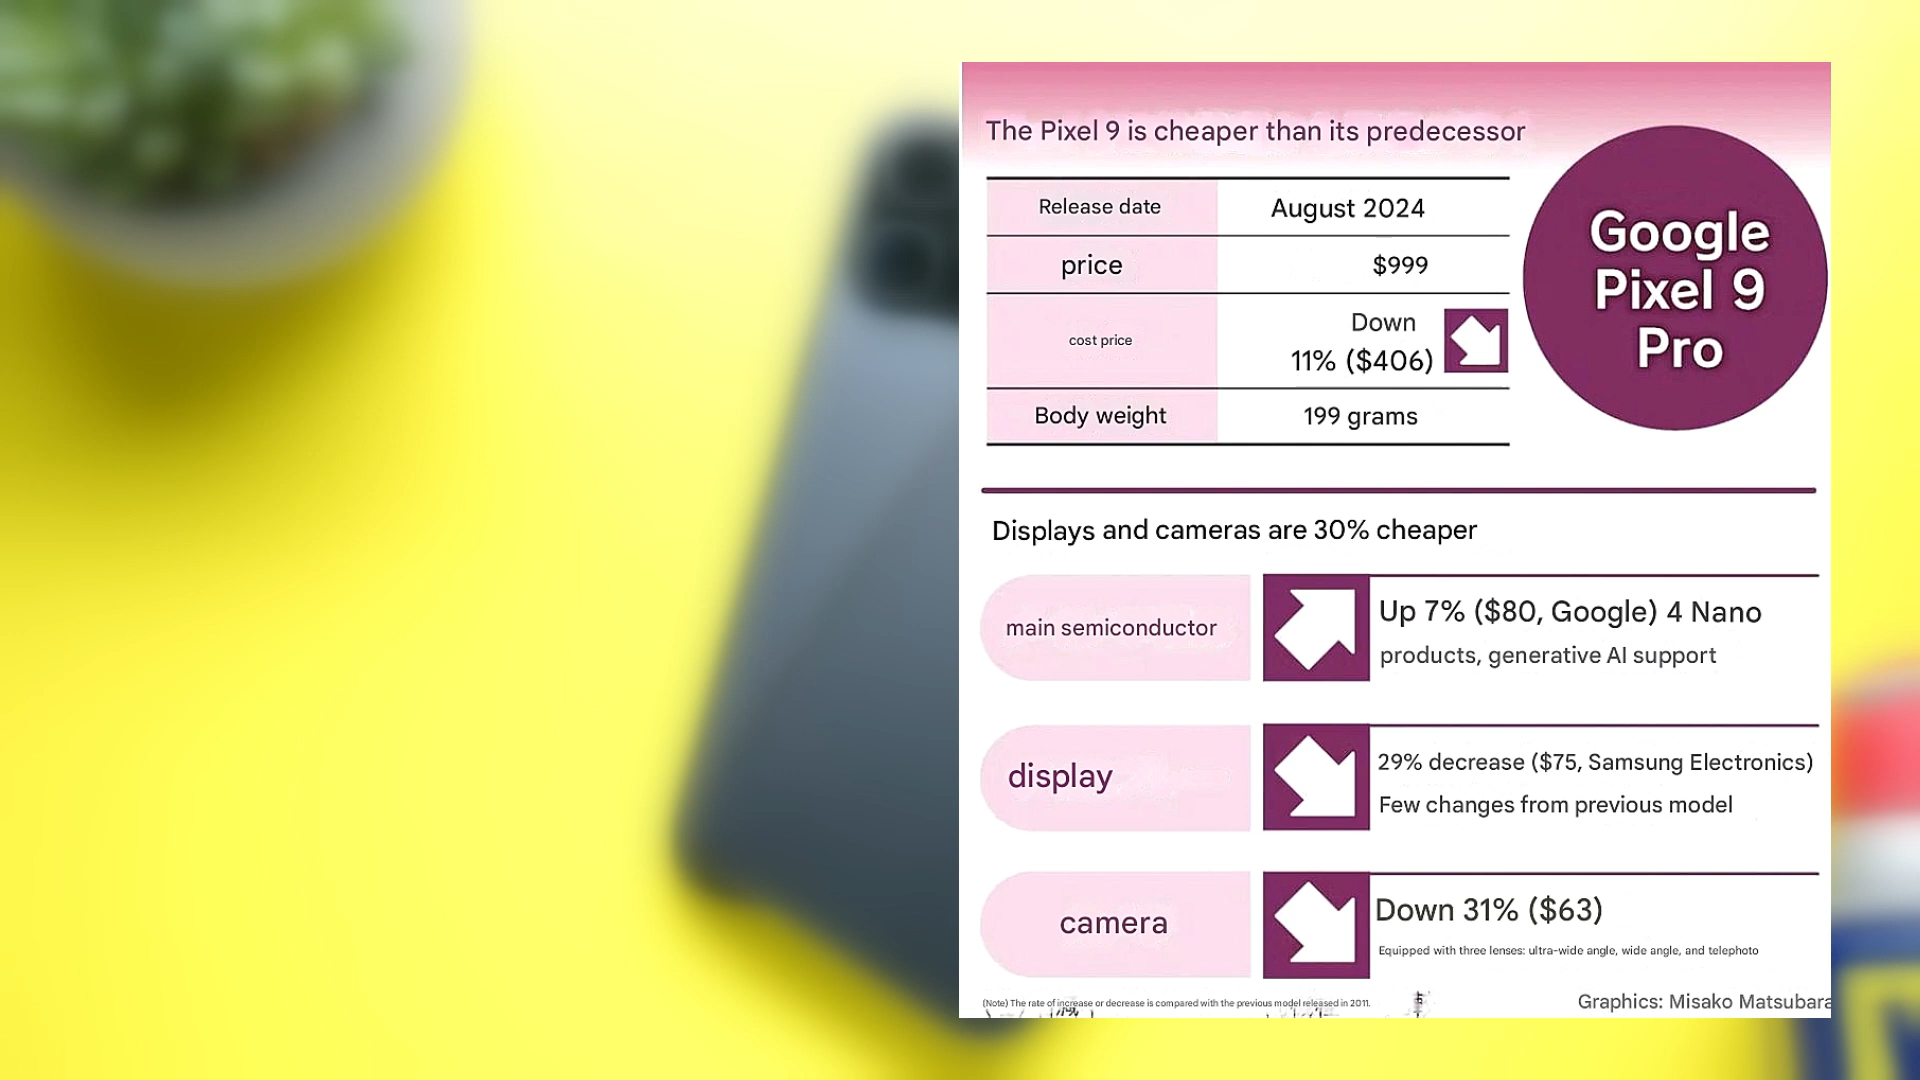 The Pixel 9 is cheaper than its predecessor
Google
Pixel 9
Pro
Release date August 2024
price $999
cost price Down
11% ($406)
Body weight 199 grams
Displays and cameras are 30% cheaper
main semiconductor
Up 7% ($80, Google) 4 Nano
products, generative AI support
display
29% decrease ($75, Samsung Electronics)
Few changes from previous model
camera
Down 31% ($63)
Equipped with three lenses: ultra-wide angle, wide angle, and telephoto
(Note) The rate of increase or decrease is compared with the previous model released in 2011.
Graphics: Misako Matsubara